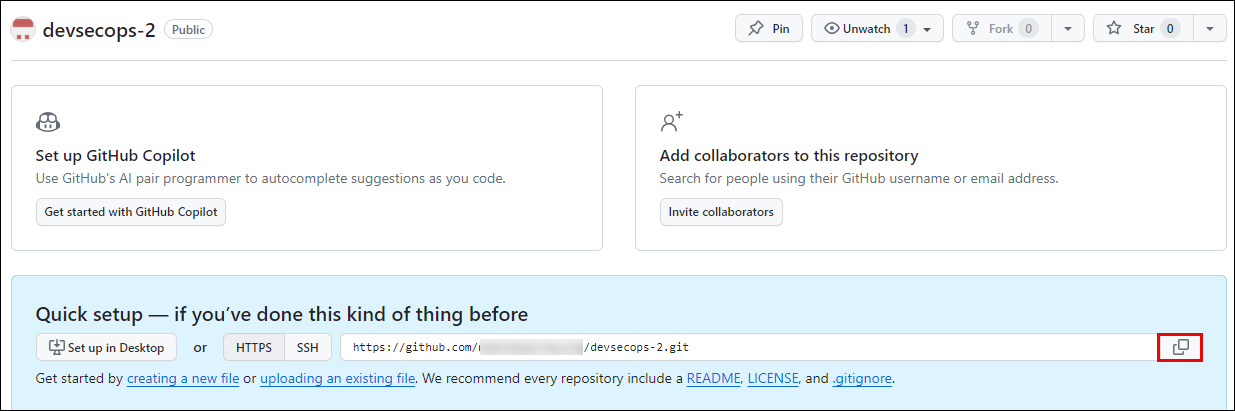 devsecops-2 Public Pin Unwatch 1 Fork 0 Star 0
Set up GitHub Copilot
Use GitHub's AI pair programmer to autocomplete suggestions as you code.
Get started with GitHub Copilot
Add collaborators to this repository
Search for people using their GitHub username or email address.
Invite collaborators
Quick setup — if you’ve done this kind of thing before
Set up in Desktop or HTTPS SSH https://github.com/ /devsecops-2.git
Get started by creating a new file or uploading an existing file. We recommend every repository include a README, LICENSE, and .gitignore.